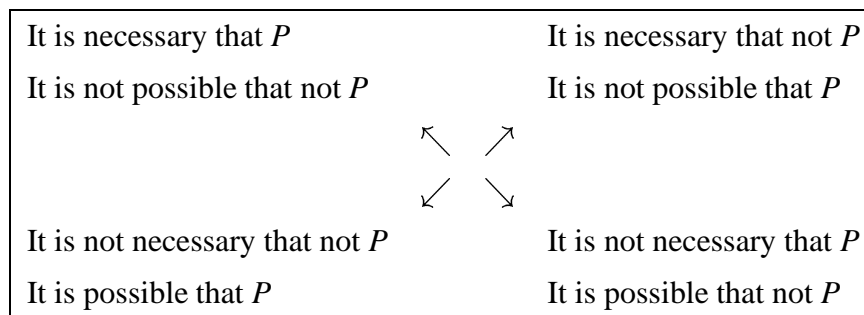 It is necessary that P
It is necessary that not P
It is not possible that not P
It is not possible that P
It is not necessary that not P
It is not necessary that P
It is possible that P
It is possible that not P